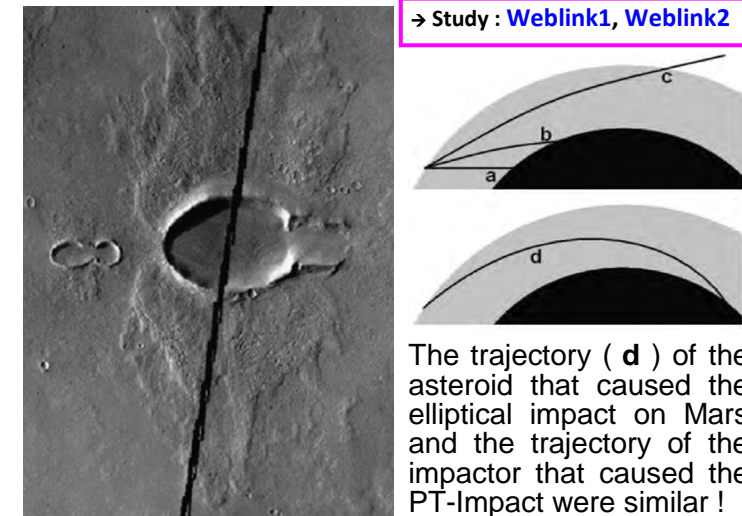 → Study : Weblink1, Weblink2
c
b
a
d
The trajectory ( d ) of the
asteroid that caused the
elliptical impact on Mars
and the trajectory of the
impactor that caused the
PT-Impact were similar !